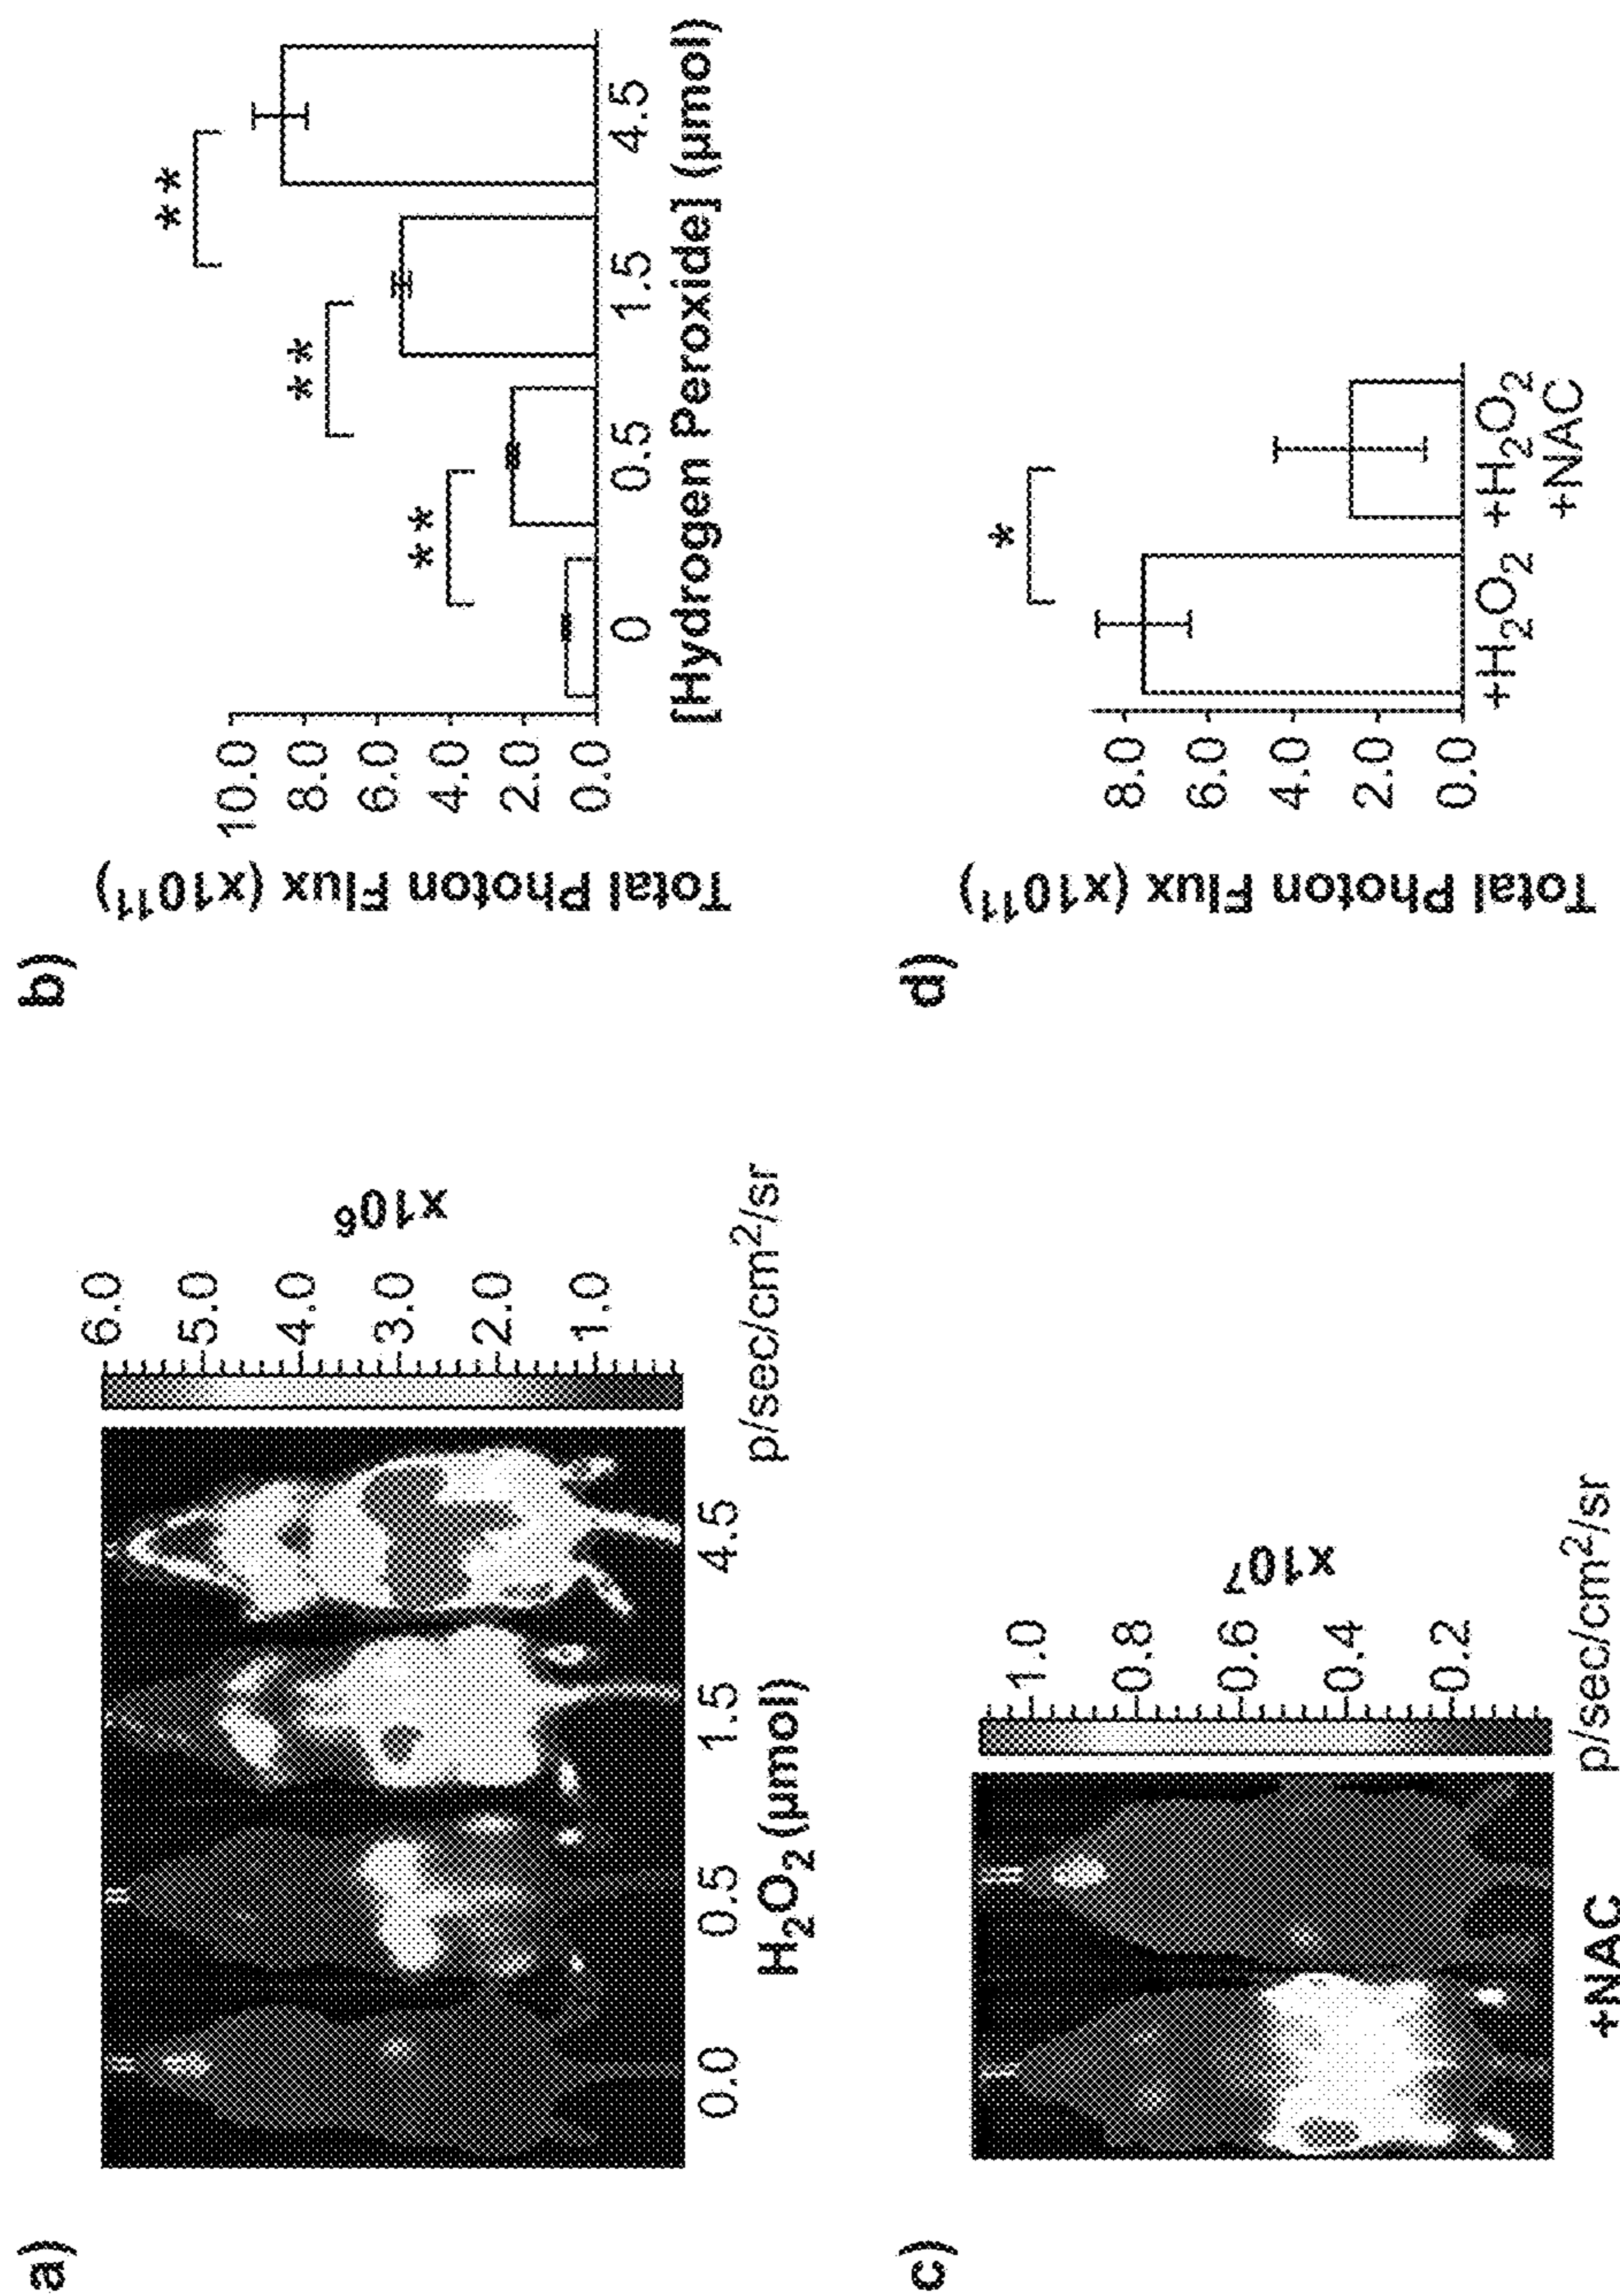 a)
6.0
5.0
4.0
3.0
2.0
1.0
x10⁶
p/sec/cm²/sr
0.0 0.5 1.5 4.5
H₂O₂ (µmol)
b)
Total Photon Flux (x10¹¹)
10.0
8.0
6.0
4.0
2.0
0.0
** ** **
0 0.5 1.5 4.5
[Hydrogen Peroxide] (µmol)
c)
1.0
0.8
0.6
0.4
0.2
x10⁷
p/sec/cm²/sr
+NAC
d)
Total Photon Flux (x10¹¹)
8.0
6.0
4.0
2.0
0.0
*
+H₂O₂ +H₂O₂
+NAC